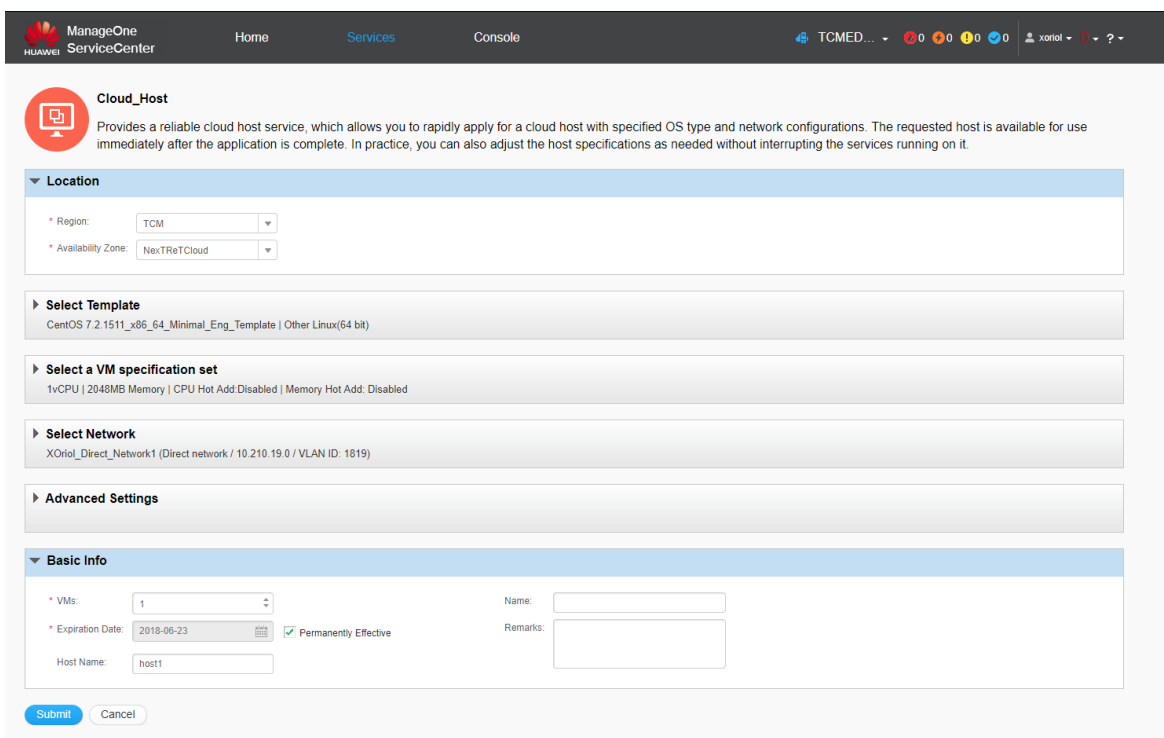 ManageOne
ServiceCenter
HUAWEI
Home
Services
Console
TCMED...
0
0
0
0
xoriol
?
Cloud_Host
Provides a reliable cloud host service, which allows you to rapidly apply for a cloud host with specified OS type and network configurations. The requested host is available for use
immediately after the application is complete. In practice, you can also adjust the host specifications as needed without interrupting the services running on it.
Location
* Region:
TCM
* Availability Zone:
NexTReTCloud
Select Template
CentOS 7.2.1511_x86_64_Minimal_Eng_Template | Other Linux(64 bit)
Select a VM specification set
1vCPU | 2048MB Memory | CPU Hot Add:Disabled | Memory Hot Add: Disabled
Select Network
XOriol_Direct_Network1 (Direct network / 10.210.19.0 / VLAN ID: 1819)
Advanced Settings
Basic Info
* VMs:
1
Name:
* Expiration Date:
2018-06-23
Permanently Effective
Remarks:
Host Name:
host1
Submit
Cancel